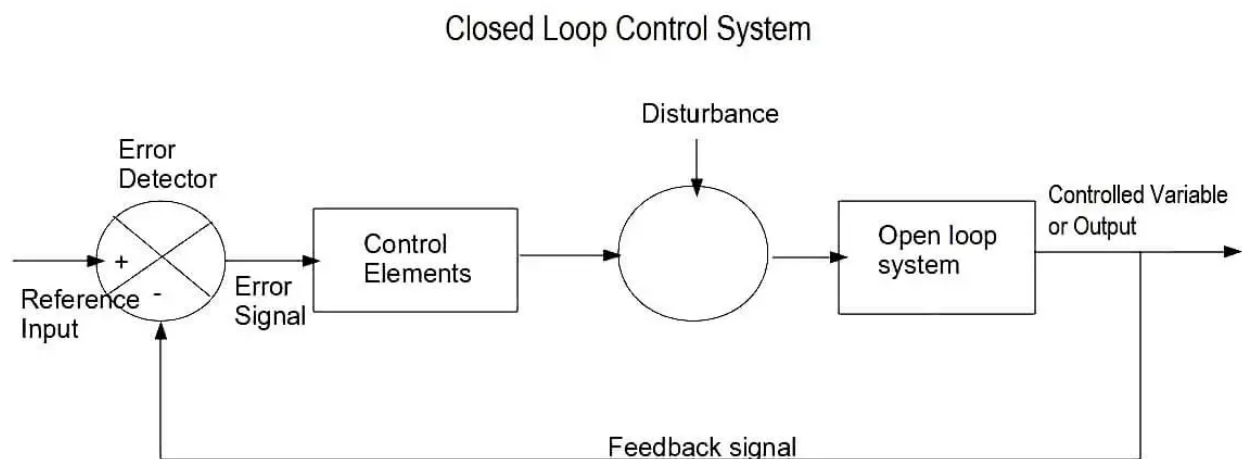 Closed Loop Control System
Disturbance
Error
Detector
Controlled Variable
or Output
Control
Elements
Open loop
system
+
-
Reference
Input
Error
Signal
Feedback signal